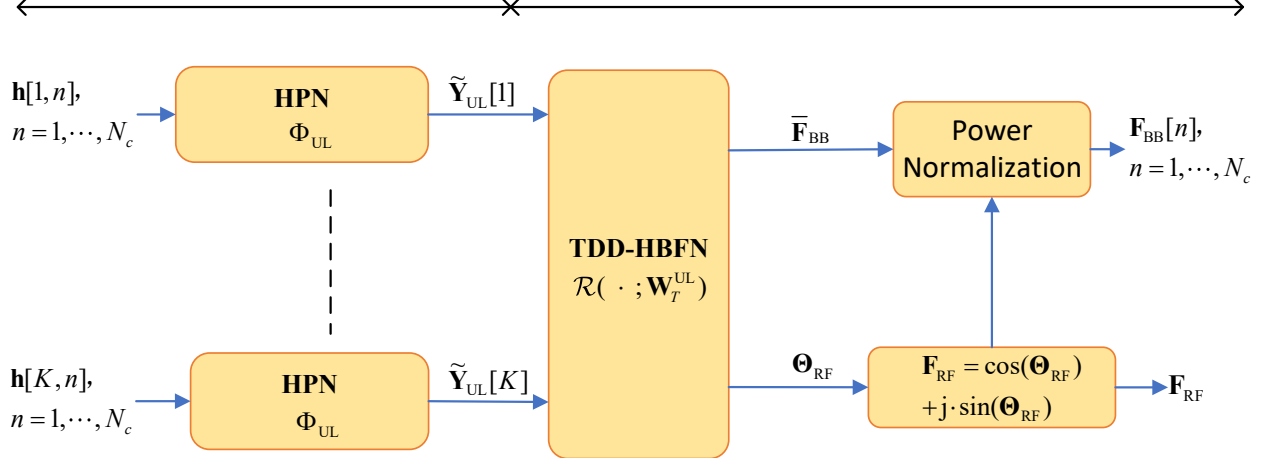 h[1,n],
n = 1,⋯,N_c
HPN
Φ_UL
Ỹ_UL[1]
TDD-HBFN
ℛ( · ; W_T^UL)
F̅_BB
Power
Normalization
F_BB[n],
n = 1,⋯,N_c
h[K,n],
n = 1,⋯,N_c
HPN
Φ_UL
Ỹ_UL[K]
Θ_RF
F_RF = cos(Θ_RF)
+j·sin(Θ_RF)
F_RF